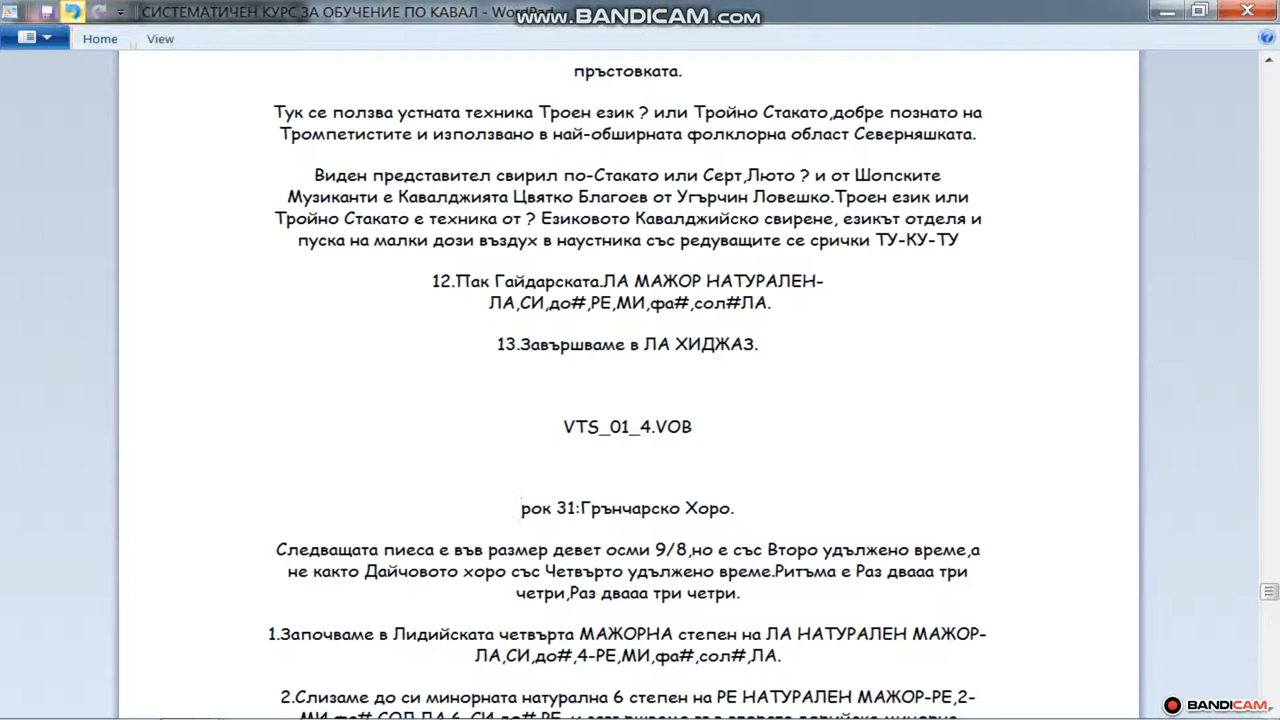 СИСТЕМАТИЧЕН КУРС ЗА ОБУЧЕНИЕ ПО КАВАЛ - WordPad
www.BANDICAM.com
Home View
пръстовката.
Тук се ползва устната техника Троен език ? или Тройно Стакато,добре познато на
Тромпетистите и използвано в най-обширната фолклорна област Северняшката.
Виден представител свирил по-Стакато или Серт,Люто ? и от Шопските
Музиканти е Кавалджията Цвятко Благоев от Угърчин Ловешко.Троен език или
Тройно Стакато е техника от ? Езиковото Кавалджийско свирене, езикът отделя и
пуска на малки дози въздух в наустника със редуващите се срички ТУ-КУ-ТУ
12.Пак Гайдарската.ЛА МАЖОР НАТУРАЛЕН-
ЛА,СИ,до#,РЕ,МИ,фа#,сол#ЛА.
13.Завършваме в ЛА ХИДЖАЗ.
VTS_01_4.VOB
рок 31:Грънчарско Хоро.
Следващата пиеса е във размер девет осми 9/8,но е със Второ удължено време,а
не както Дайчовото хоро със Четвърто удължено време.Ритъма е Раз двааа три
четри,Раз двааа три четри.
1.Започваме в Лидийската четвърта МАЖОРНА степен на ЛА НАТУРАЛЕН МАЖОР-
ЛА,СИ,до#,4-РЕ,МИ,фа#,сол#,ЛА.
2.Слизаме до си минорната натурална 6 степен на РЕ НАТУРАЛЕН МАЖОР-РЕ,2-
BANDICAM